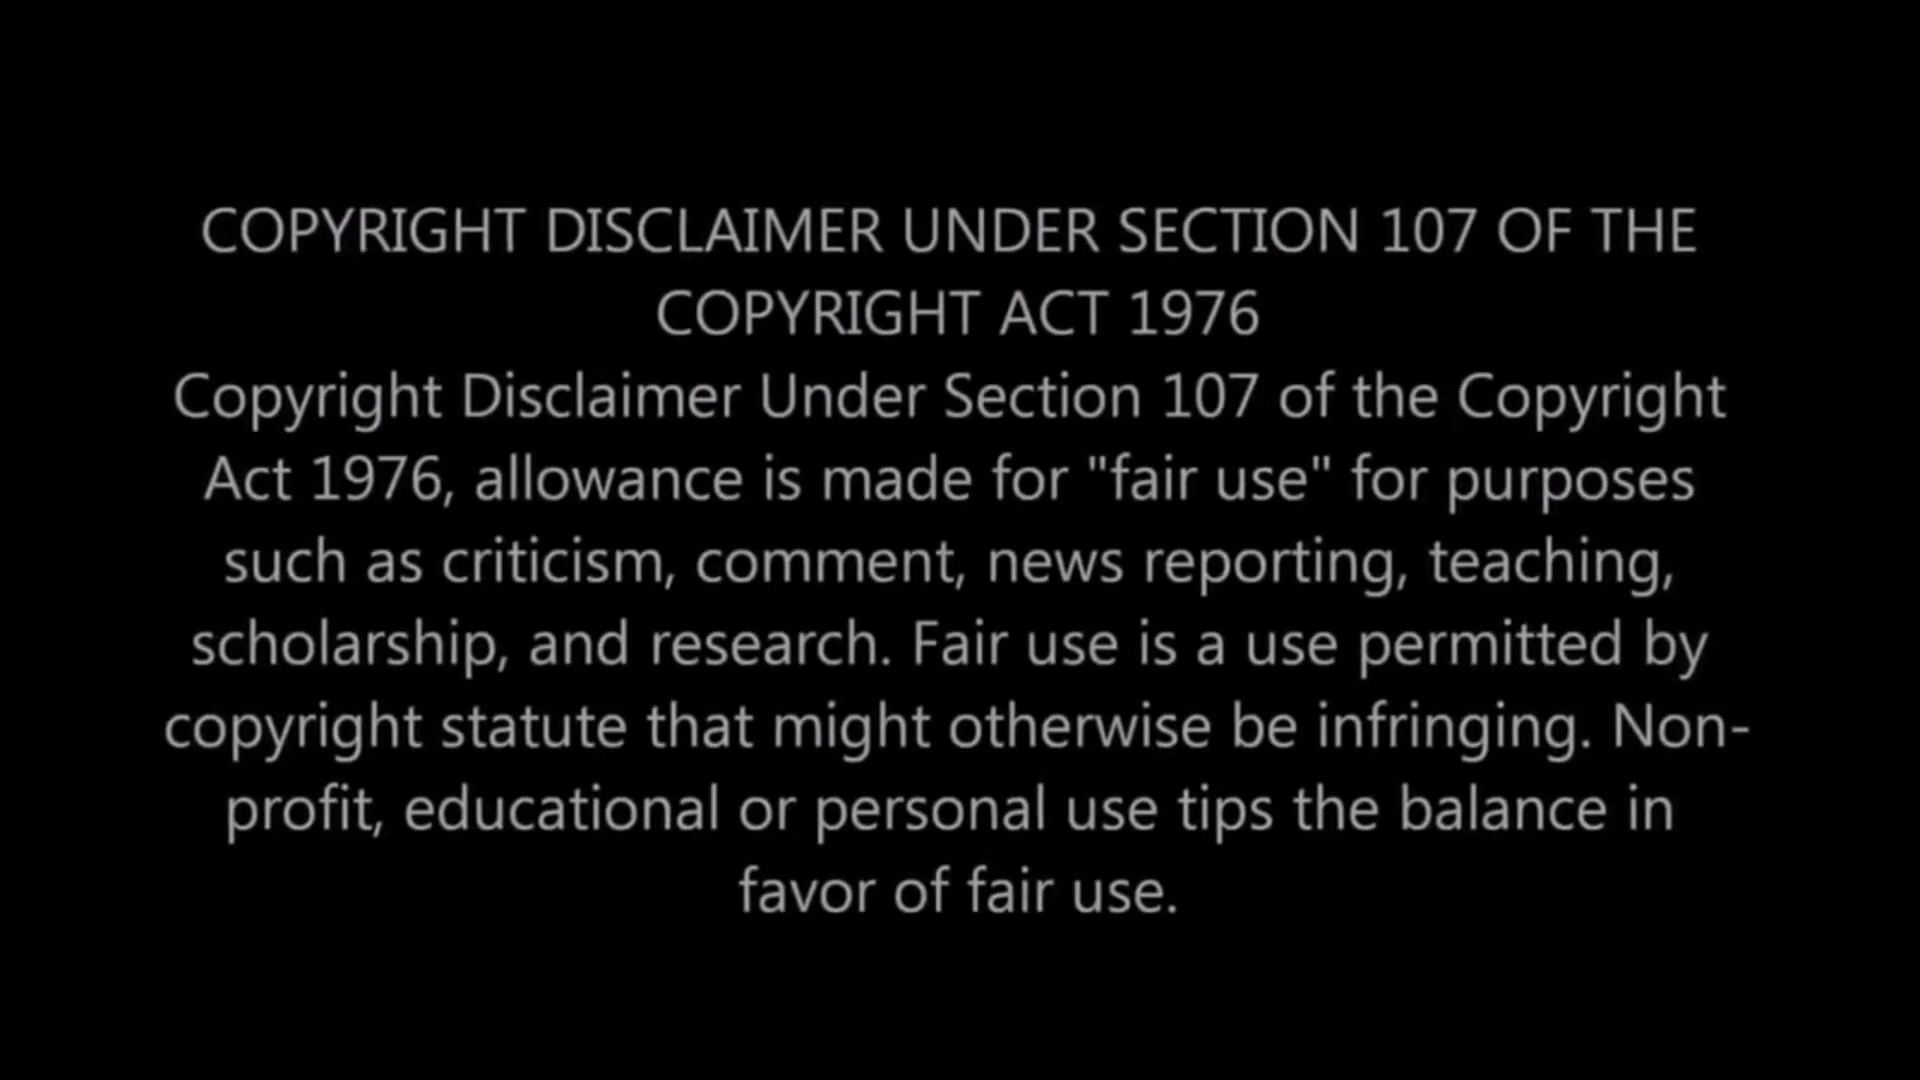 COPYRIGHT DISCLAIMER UNDER SECTION 107 OF THE
COPYRIGHT ACT 1976
Copyright Disclaimer Under Section 107 of the Copyright
Act 1976, allowance is made for "fair use" for purposes
such as criticism, comment, news reporting, teaching,
scholarship, and research. Fair use is a use permitted by
copyright statute that might otherwise be infringing. Non-
profit, educational or personal use tips the balance in
favor of fair use.